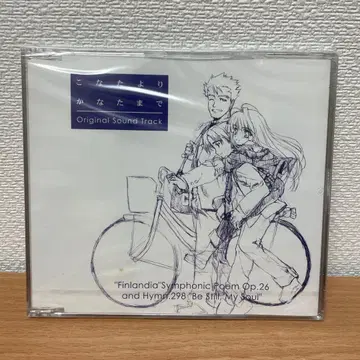 こなたより
かなたまで
Original Sound Track
"Finlandia"Symphonic Poem Op.26
and Hymn.298 "Be Still, My Soul"